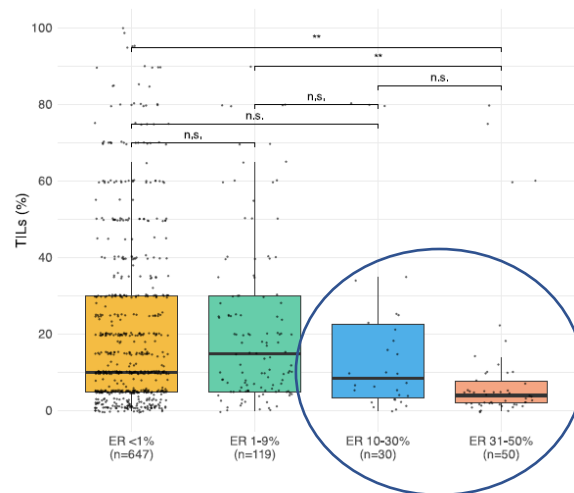 100
**
**
80
n.s.
n.s.
n.s.
n.s.
60
TILs (%)
40
20
0
ER <1%
(n=647)
ER 1-9%
(n=119)
ER 10-30%
(n=30)
ER 31-50%
(n=50)